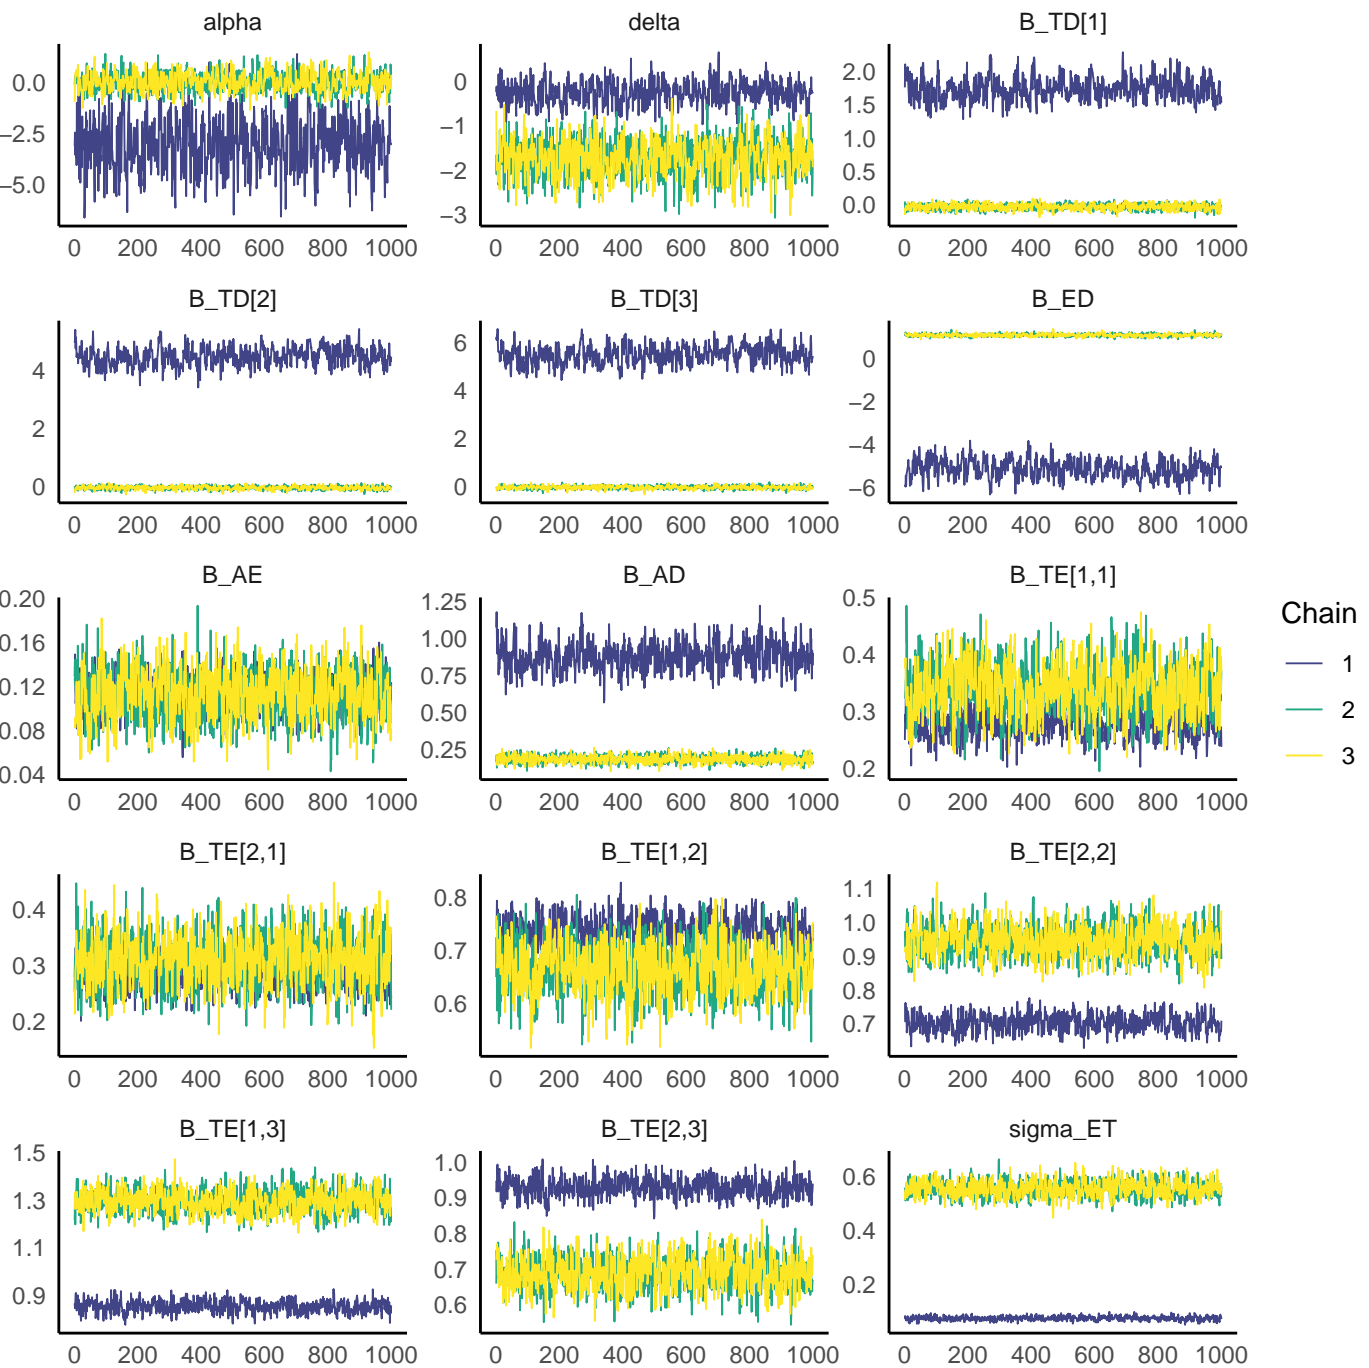 alpha
delta
B_TD[1]
0.0
−2.5
−5.0
0
−1
−2
−3
2.0
1.5
1.0
0.5
0.0
0 200 400 600 800 1000
0 200 400 600 800 1000
0 200 400 600 800 1000
B_TD[2]
B_TD[3]
B_ED
4
2
0
6
4
2
0
0
−2
−4
−6
0 200 400 600 800 1000
0 200 400 600 800 1000
0 200 400 600 800 1000
B_AE
B_AD
B_TE[1,1]
0.20
0.16
0.12
0.08
0.04
1.25
1.00
0.75
0.50
0.25
0.5
0.4
0.3
0.2
0 200 400 600 800 1000
0 200 400 600 800 1000
0 200 400 600 800 1000
Chain
1
2
3
B_TE[2,1]
B_TE[1,2]
B_TE[2,2]
0.4
0.3
0.2
0.8
0.7
0.6
1.1
1.0
0.9
0.8
0.7
0 200 400 600 800 1000
0 200 400 600 800 1000
0 200 400 600 800 1000
B_TE[1,3]
B_TE[2,3]
sigma_ET
1.5
1.3
1.1
0.9
1.0
0.9
0.8
0.7
0.6
0.6
0.4
0.2
0 200 400 600 800 1000
0 200 400 600 800 1000
0 200 400 600 800 1000